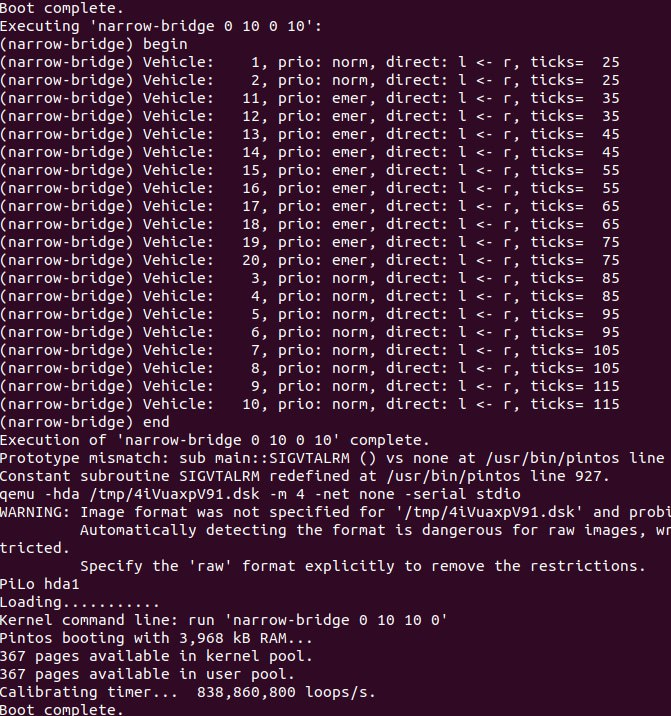 Boot complete.
Executing 'narrow-bridge 0 10 0 10':
(narrow-bridge) begin
(narrow-bridge) Vehicle:    1, prio: norm, direct: l <- r, ticks=  25
(narrow-bridge) Vehicle:    2, prio: norm, direct: l <- r, ticks=  25
(narrow-bridge) Vehicle:   11, prio: emer, direct: l <- r, ticks=  35
(narrow-bridge) Vehicle:   12, prio: emer, direct: l <- r, ticks=  35
(narrow-bridge) Vehicle:   13, prio: emer, direct: l <- r, ticks=  45
(narrow-bridge) Vehicle:   14, prio: emer, direct: l <- r, ticks=  45
(narrow-bridge) Vehicle:   15, prio: emer, direct: l <- r, ticks=  55
(narrow-bridge) Vehicle:   16, prio: emer, direct: l <- r, ticks=  55
(narrow-bridge) Vehicle:   17, prio: emer, direct: l <- r, ticks=  65
(narrow-bridge) Vehicle:   18, prio: emer, direct: l <- r, ticks=  65
(narrow-bridge) Vehicle:   19, prio: emer, direct: l <- r, ticks=  75
(narrow-bridge) Vehicle:   20, prio: emer, direct: l <- r, ticks=  75
(narrow-bridge) Vehicle:    3, prio: norm, direct: l <- r, ticks=  85
(narrow-bridge) Vehicle:    4, prio: norm, direct: l <- r, ticks=  85
(narrow-bridge) Vehicle:    5, prio: norm, direct: l <- r, ticks=  95
(narrow-bridge) Vehicle:    6, prio: norm, direct: l <- r, ticks=  95
(narrow-bridge) Vehicle:    7, prio: norm, direct: l <- r, ticks= 105
(narrow-bridge) Vehicle:    8, prio: norm, direct: l <- r, ticks= 105
(narrow-bridge) Vehicle:    9, prio: norm, direct: l <- r, ticks= 115
(narrow-bridge) Vehicle:   10, prio: norm, direct: l <- r, ticks= 115
(narrow-bridge) end
Execution of 'narrow-bridge 0 10 0 10' complete.
Prototype mismatch: sub main::SIGVTALRM () vs none at /usr/bin/pintos line
Constant subroutine SIGVTALRM redefined at /usr/bin/pintos line 927.
qemu -hda /tmp/4iVuaxpV91.dsk -m 4 -net none -serial stdio
WARNING: Image format was not specified for '/tmp/4iVuaxpV91.dsk' and probi
         Automatically detecting the format is dangerous for raw images, wr
tricted.
         Specify the 'raw' format explicitly to remove the restrictions.
PiLo hda1
Loading...........
Kernel command line: run 'narrow-bridge 0 10 10 0'
Pintos booting with 3,968 kB RAM...
367 pages available in kernel pool.
367 pages available in user pool.
Calibrating timer...  838,860,800 loops/s.
Boot complete.